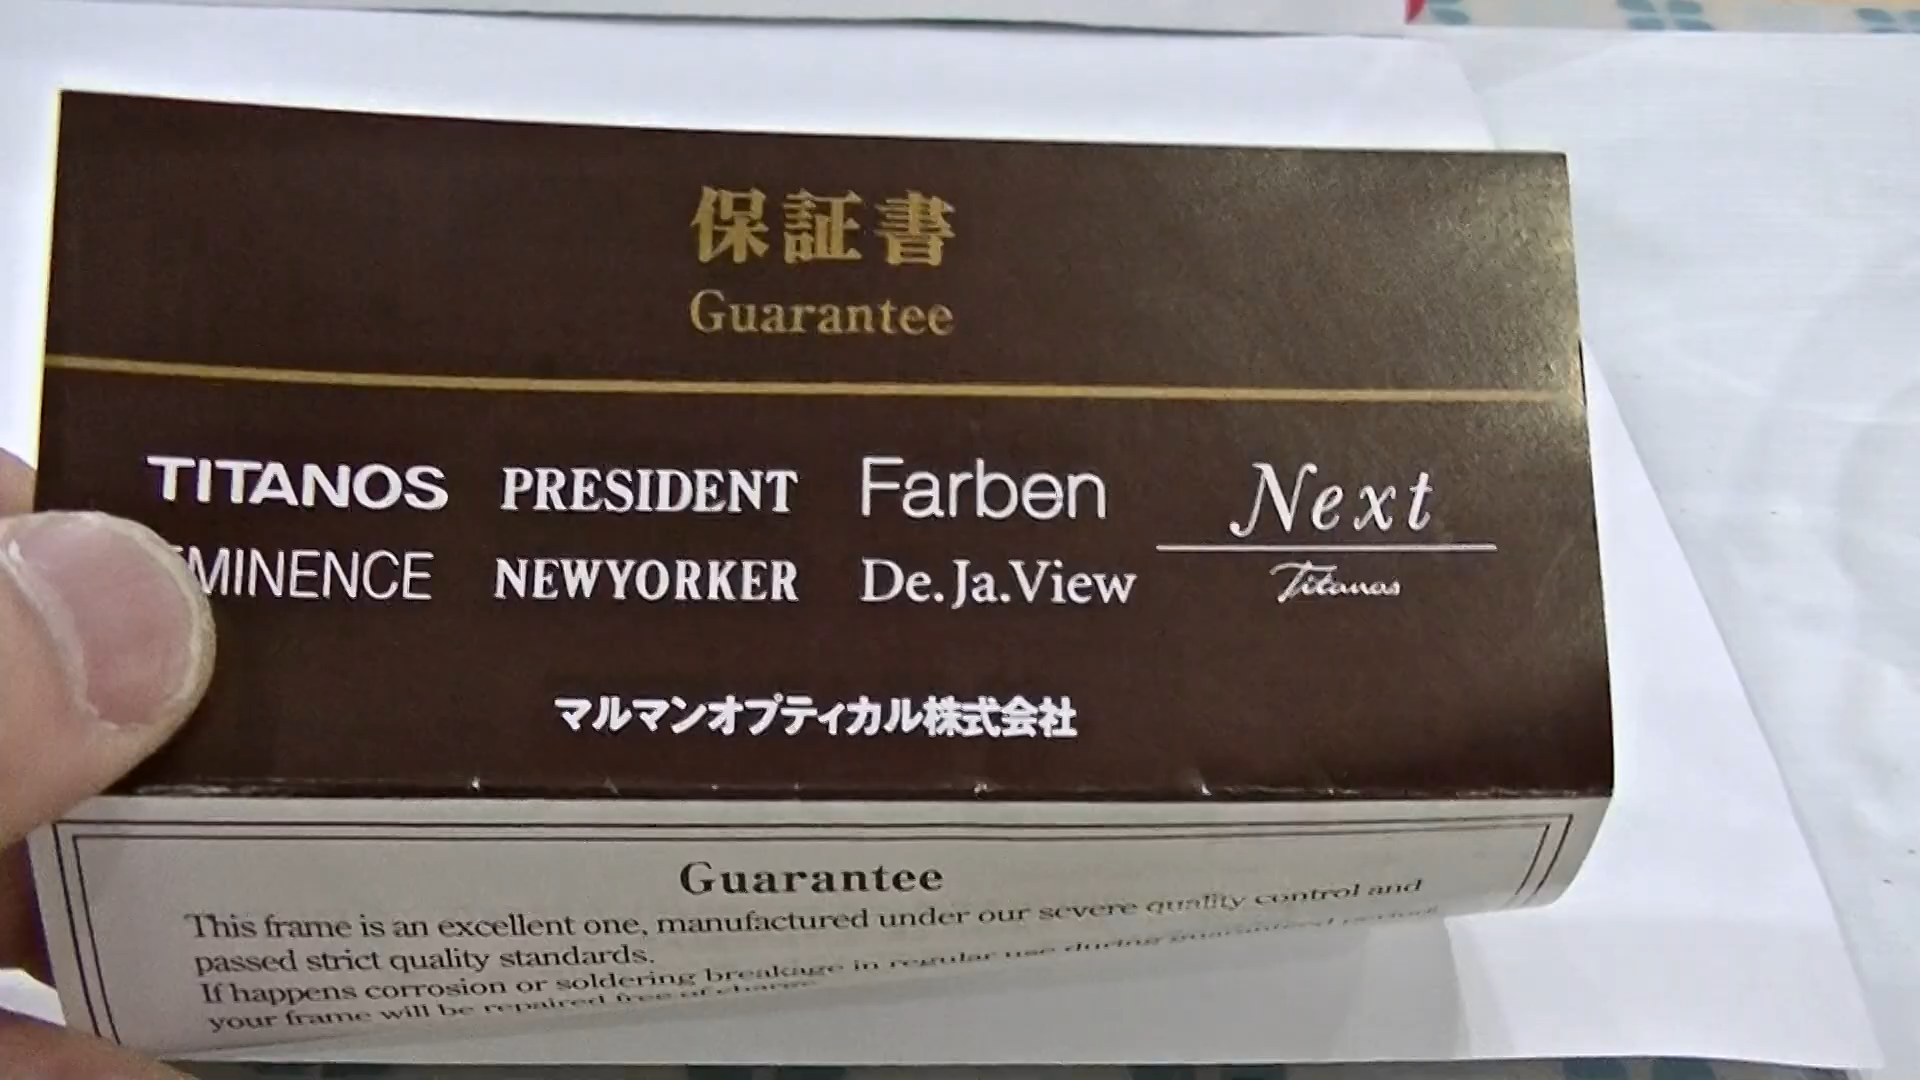 保証書
Guarantee
TITANOS PRESIDENT Farben Next
MINENCE NEWYORKER De.Ja.View Titanos
マルマンオプティカル株式会社
Guarantee
This frame is an excellent one, manufactured under our severe quality control and
passed strict quality standards.
If happens corrosion or soldering breakage in regular use during guaranteed period,
your frame will be repaired free of charge.